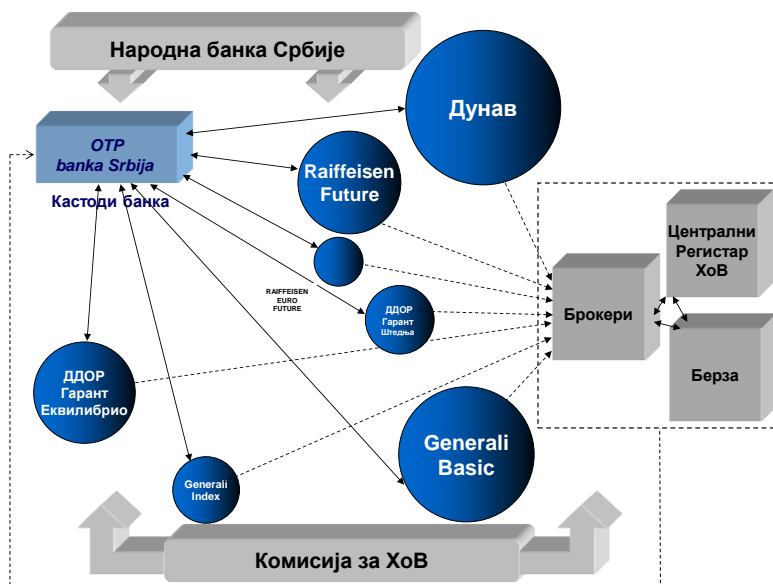 Народна банка Србије
Дунав
OTP
banka Srbija
Кастоди банка
Raiffeisen
Future
RAIFFEISEN
EURO
FUTURE
ДДОР
Гарант
Штедња
Централни
Регистар
ХоВ
Брокери
Берза
ДДОР
Гарант
Еквилибрио
Generali
Basic
Generali
Index
Комисија за ХоВ